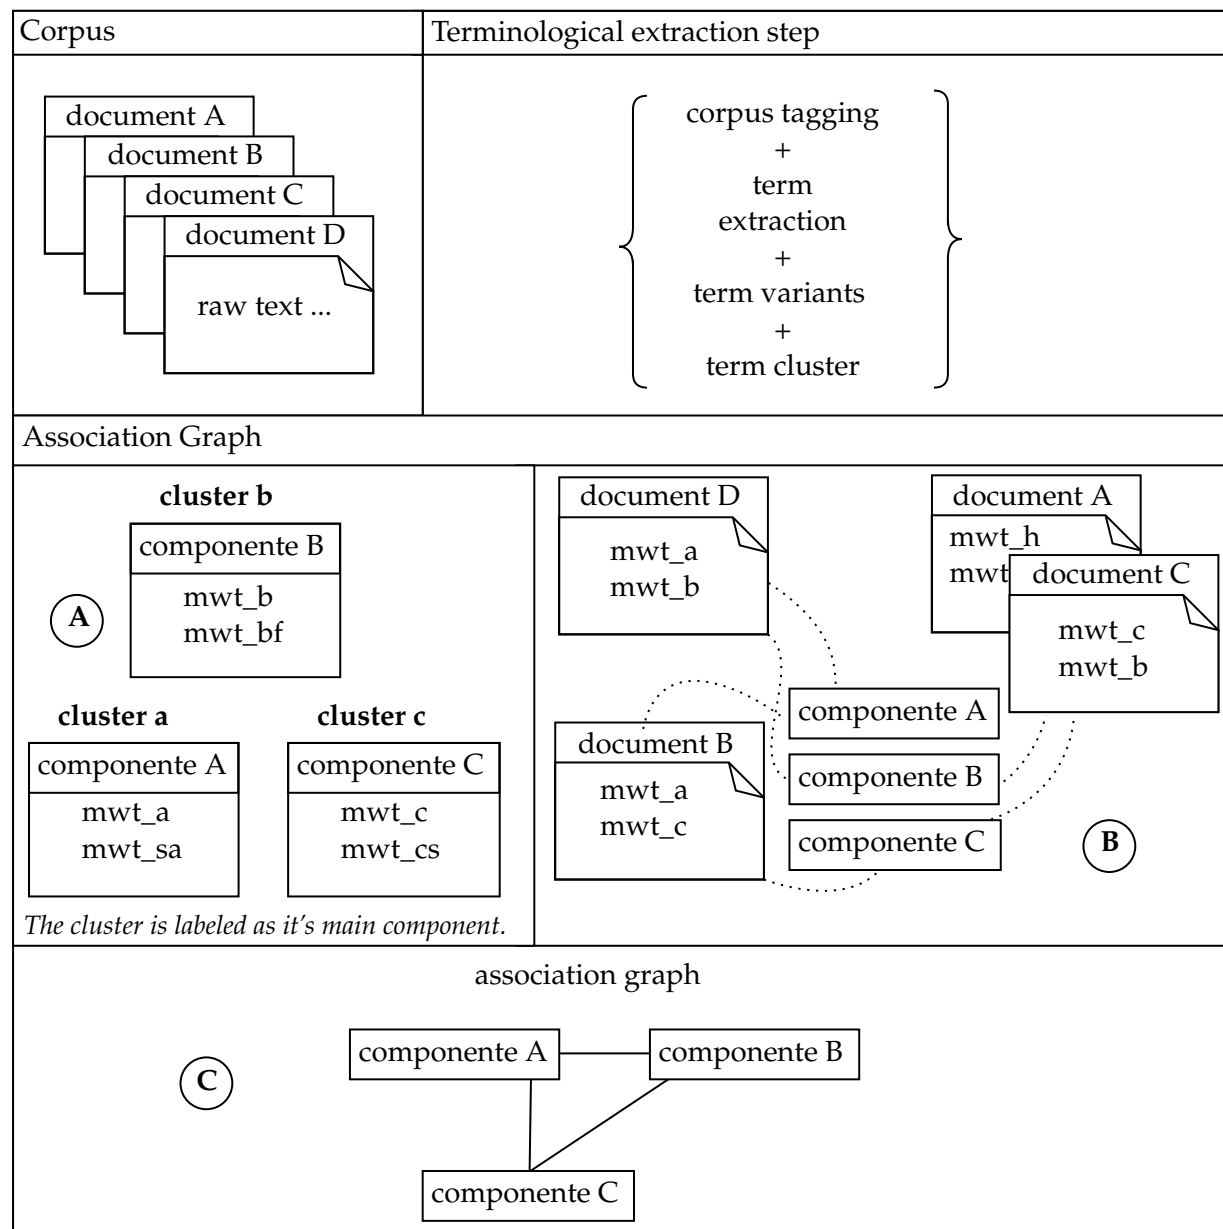 Corpus
Terminological extraction step
document A
document B
document C
document D
raw text ...
corpus tagging
+
term
extraction
+
term variants
+
term cluster
Association Graph
cluster b
componente B
mwt_b
mwt_bf
A
cluster a
componente A
mwt_a
mwt_sa
cluster c
componente C
mwt_c
mwt_cs
The cluster is labeled as it's main component.
document D
mwt_a
mwt_b
document A
mwt_h
mwt
document C
mwt_c
mwt_b
document B
mwt_a
mwt_c
componente A
componente B
componente C
B
association graph
C
componente A
componente B
componente C